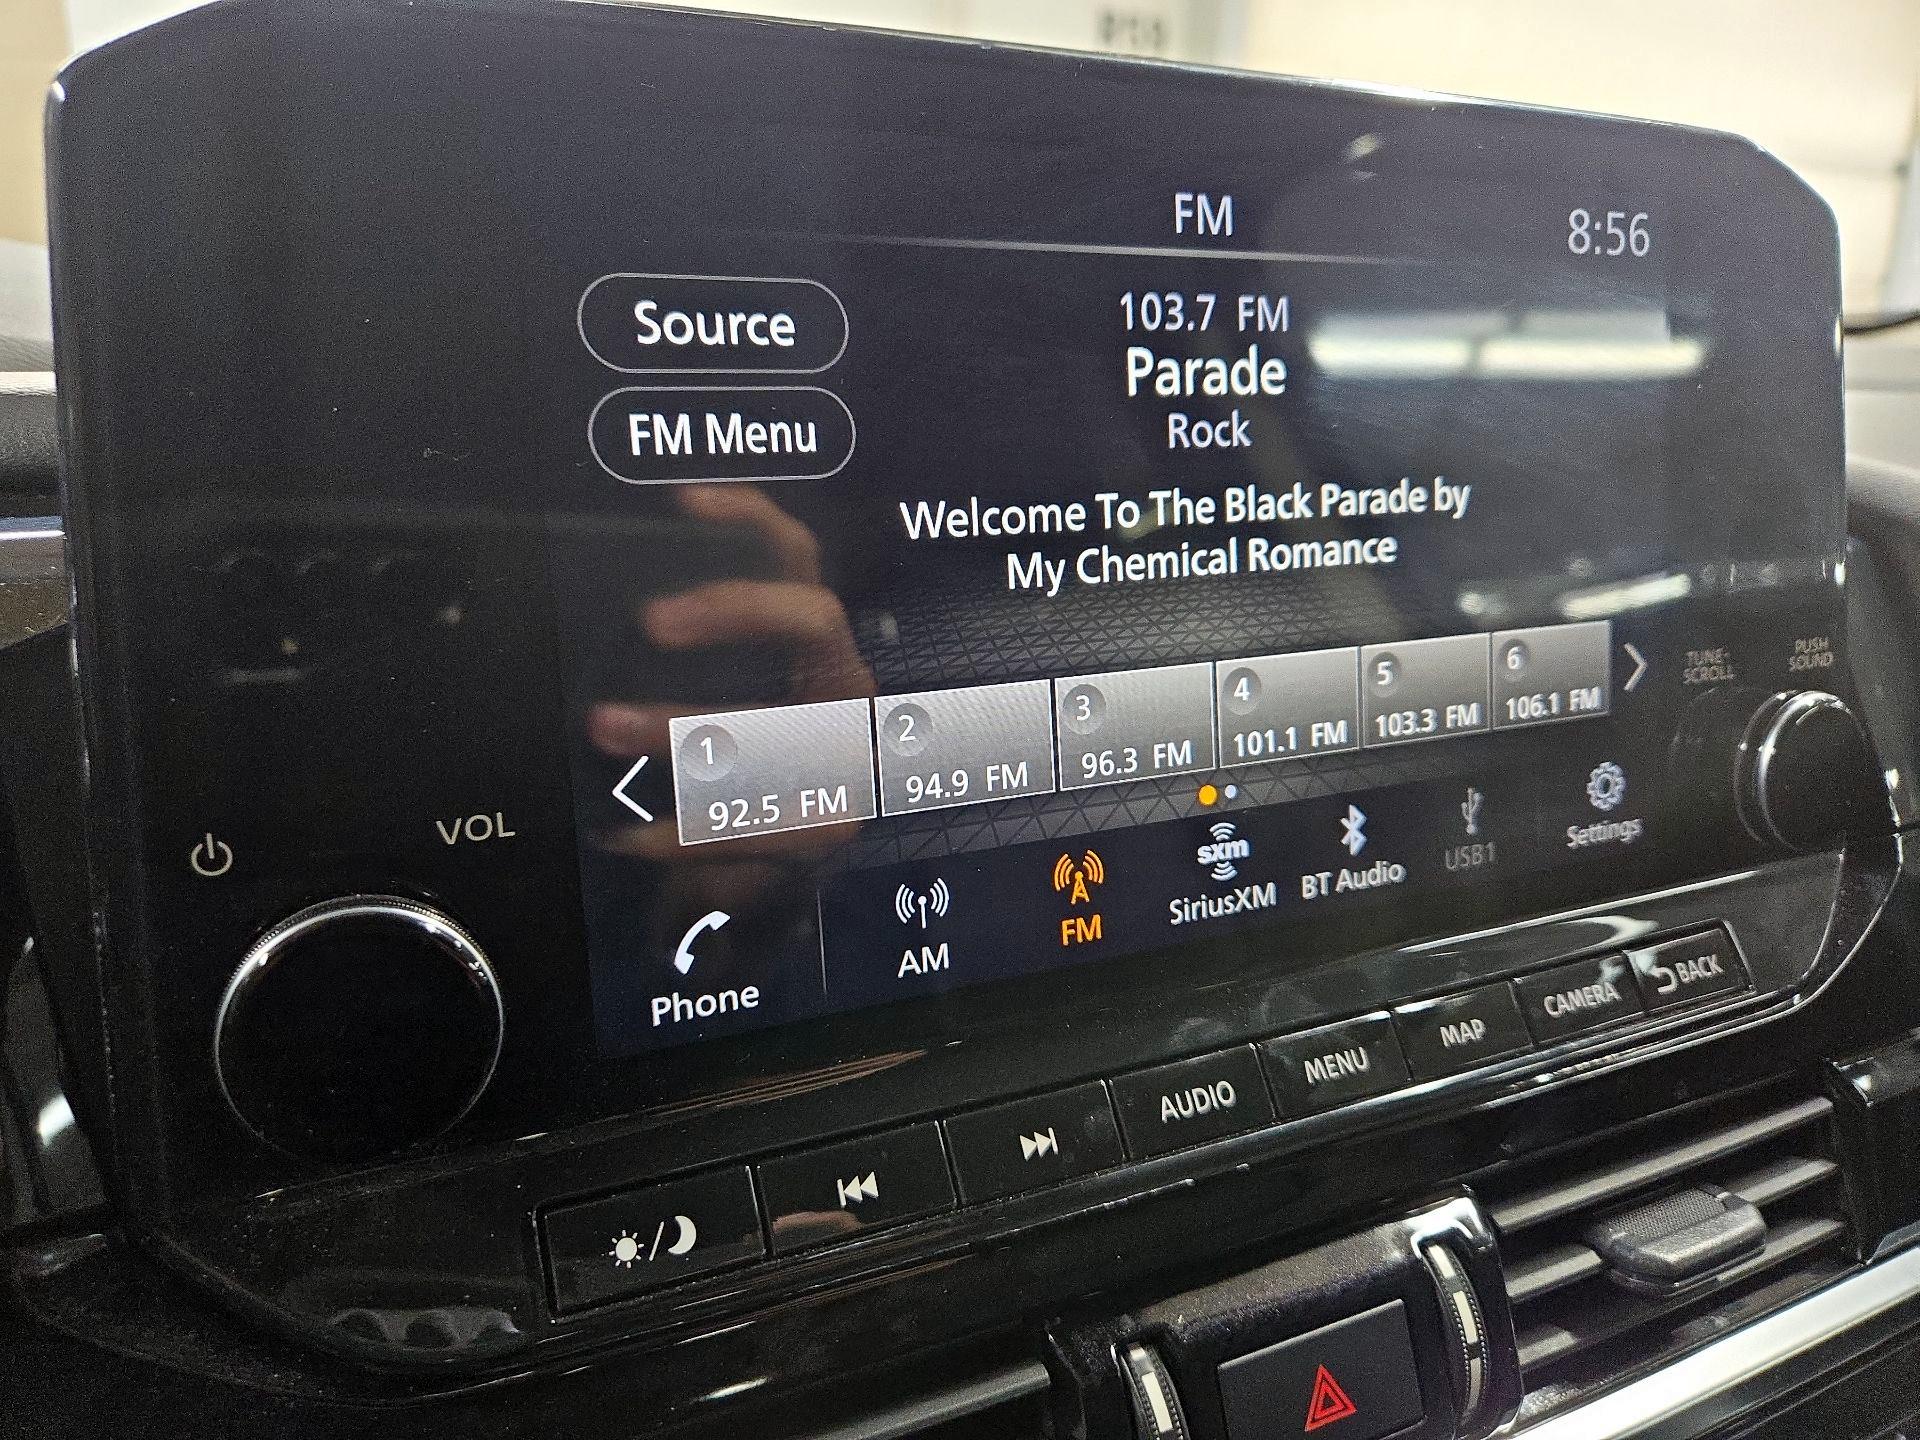 FM
8:56
Source
103.7 FM
Parade
FM Menu
Rock
Welcome To The Black Parade by
My Chemical Romance
TUNE-
SCROLL
PUSH
SOUND
1
92.5 FM
2
94.9 FM
3
96.3 FM
4
101.1 FM
5
103.3 FM
6
106.1 FM
VOL
Phone
AM
FM
sxm
SiriusXM
BT Audio
USB1
Settings
AUDIO
MENU
MAP
CAMERA
BACK